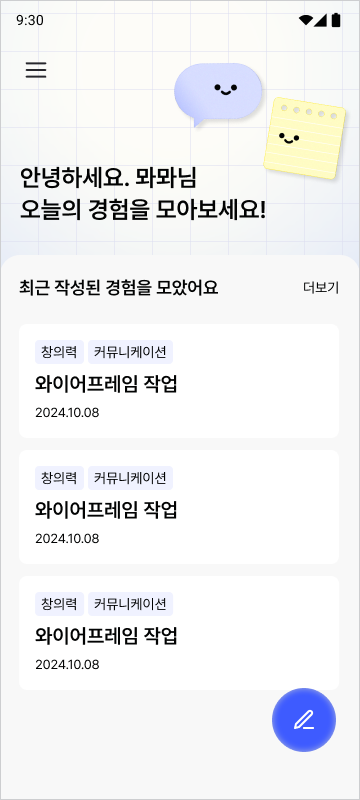 9:30
안녕하세요. 뫄뫄님
오늘의 경험을 모아보세요!
최근 작성된 경험을 모았어요 더보기
창의력 커뮤니케이션
와이어프레임 작업
2024.10.08
창의력 커뮤니케이션
와이어프레임 작업
2024.10.08
창의력 커뮤니케이션
와이어프레임 작업
2024.10.08